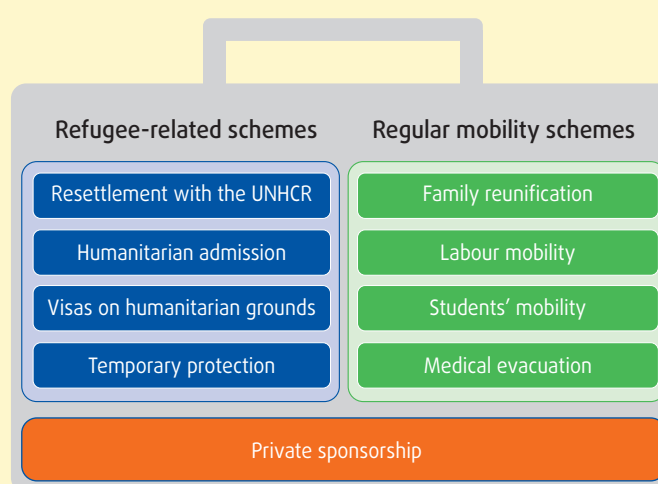 Refugee-related schemes
Resettlement with the UNHCR
Humanitarian admission
Visas on humanitarian grounds
Temporary protection
Regular mobility schemes
Family reunification
Labour mobility
Students’ mobility
Medical evacuation
Private sponsorship